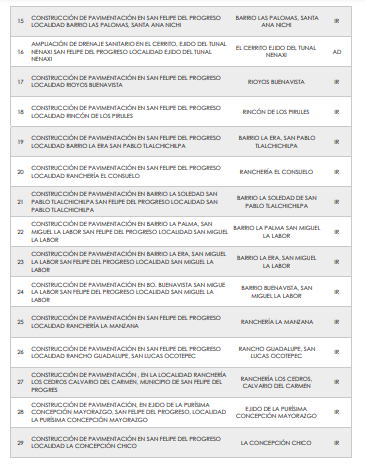 15 CONSTRUCCIÓN DE PAVIMENTACIÓN EN SAN FELIPE DEL PROGRESO BARRIO LAS PALOMAS, SANTA IR
LOCALIDAD BARRIO LAS PALOMAS, SANTA ANA NICHI ANA NICHI
16 AMPLIACIÓN DE DRENAJE SANITARIO EN EL CERRITO, EJIDO DEL TUNAL EL CERRITO EJIDO DEL TUNAL AD
NENAXI SAN FELIPE DEL PROGRESO LOCALIDAD EJIDO DEL TUNAL NENAXI
NENAXI
17 CONSTRUCCIÓN DE PAVIMENTACIÓN EN SAN FELIPE DEL PROGRESO RIOYOS BUENAVISTA IR
LOCALIDAD RIOYOS BUENAVISTA
18 CONSTRUCCIÓN DE PAVIMENTACIÓN EN SAN FELIPE DEL PROGRESO RINCÓN DE LOS PIRULES IR
LOCALIDAD RINCÓN DE LOS PIRULES
19 CONSTRUCCIÓN DE PAVIMENTACIÓN EN SAN FELIPE DEL PROGRESO BARRIO LA ERA, SAN PABLO IR
LOCALIDAD BARRIO LA ERA SAN PABLO TLALCHICHILPA TLALCHICHILPA
20 CONSTRUCCIÓN DE PAVIMENTACIÓN EN SAN FELIPE DEL PROGRESO RANCHERÍA EL CONSUELO IR
LOCALIDAD RANCHERÍA EL CONSUELO
21 CONSTRUCCIÓN DE PAVIMENTACIÓN EN BARRIO LA SOLEDAD SAN BARRIO LA SOLEDAD DE SAN IR
PABLO TLALCHICHILPA SAN FELIPE DEL PROGRESO LOCALIDAD SAN PABLO TLALCHICHILPA
PABLO TLALCHICHILPA
22 CONSTRUCCIÓN DE PAVIMENTACIÓN EN BARRIO LA PALMA, SAN BARRIO LA PALMA SAN MIGUEL IR
MIGUEL LA LABOR SAN FELIPE DEL PROGRESO LOCALIDAD SAN MIGUEL LA LABOR
LA LABOR
23 CONSTRUCCIÓN DE PAVIMENTACIÓN EN BARRIO LA ERA, SAN MIGUEL BARRIO LA ERA, SAN MIGUEL IR
LA LABOR SAN FELIPE DEL PROGRESO LOCALIDAD SAN MIGUEL LA LA LABOR
LABOR
24 CONSTRUCCIÓN DE PAVIMENTACIÓN EN BO. BUENAVISTA SAN MIGUE BARRIO BUENAVISTA, SAN IR
LA LABOR SAN FELIPE DEL PROGRESO LOCALIDAD SAN MIGUEL LA MIGUEL LA LABOR
LABOR
25 CONSTRUCCIÓN DE PAVIMENTACIÓN EN SAN FELIPE DEL PROGRESO RANCHERÍA LA MANZANA IR
LOCALIDAD RANCHERÍA LA MANZANA
26 CONSTRUCCIÓN DE PAVIMENTACIÓN EN SAN FELIPE DEL PROGRESO RANCHO GUADALUPE, SAN IR
LOCALIDAD RANCHO GUADALUPE, SAN LUCAS OCOTEPEC LUCAS OCOTEPEC
27 CONSTRUCCIÓN DE PAVIMENTACIÓN , EN LA LOCALIDAD RANCHERÍA RANCHERÍA LOS CEDROS, IR
LOS CEDROS CALVARIO DEL CARMEN, MUNICIPIO DE SAN FELIPE DEL CALVARIO DEL CARMEN
PROGRES
28 CONSTRUCCIÓN DE PAVIMENTACIÓN, EN EJIDO DE LA PURÍSIMA EJIDO DE LA PURÍSIMA IR
CONCEPCIÓN MAYORAZGO, SAN FELIPE DEL PROGRESO, LOCALIDAD CONCEPCIÓN MAYORAZGO
LA PURÍSIMA CONCEPCIÓN MAYORAZGO
29 CONSTRUCCIÓN DE PAVIMENTACIÓN EN SAN FELIPE DEL PROGRESO LA CONCEPCIÓN CHICO IR
LOCALIDAD LA CONCEPCIÓN CHICO